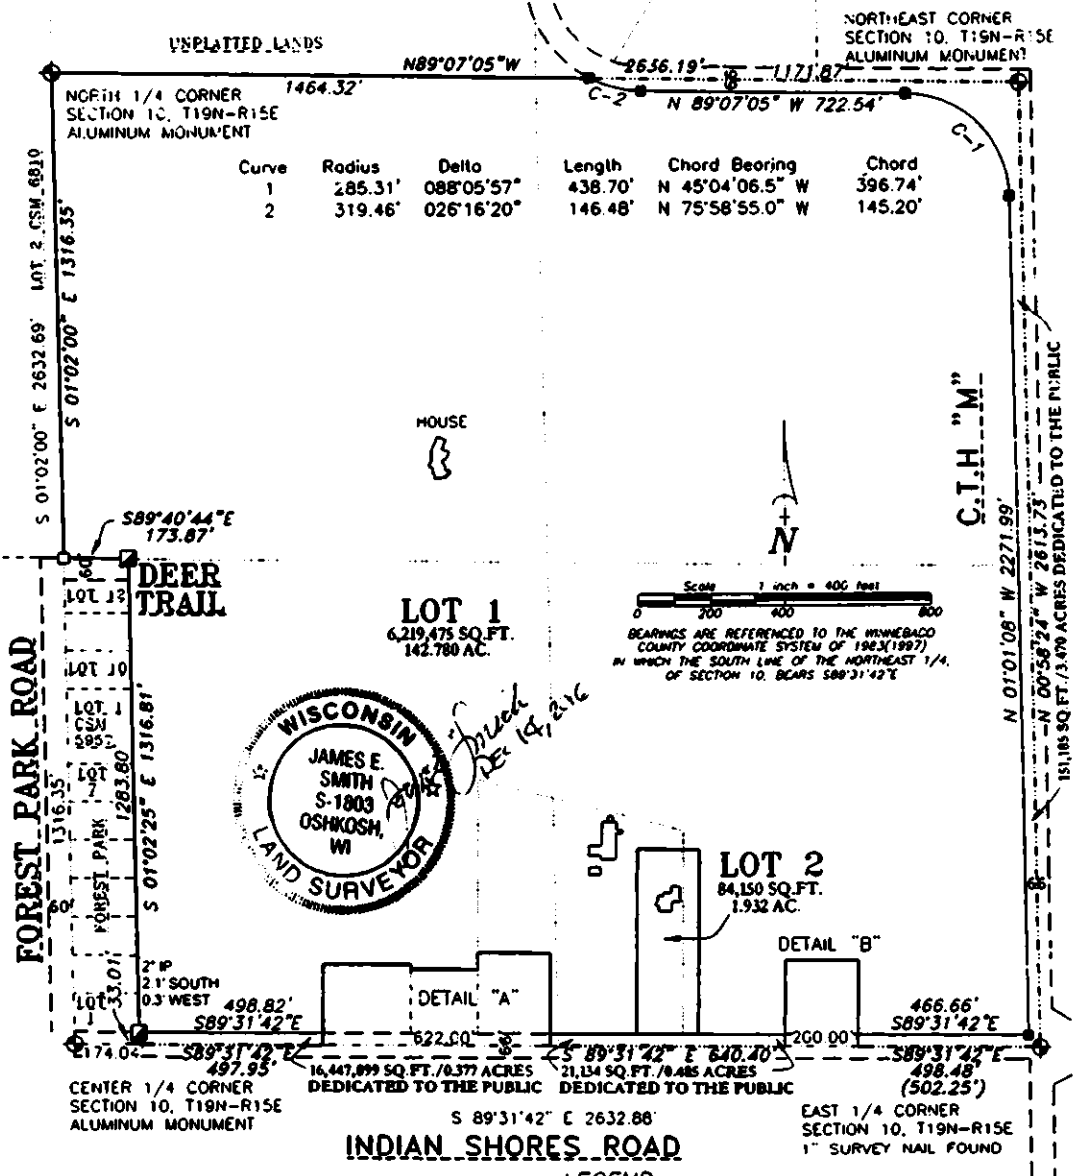 UNPLATTED LANDS
NORTHEAST CORNER
SECTION 10, T19N-R15E
ALUMINUM MONUMENT
N89°07'05"W
2656.19'
1171.87'
1464.32'
C-2
N 89°07'05" W 722.54'
C-1
66
NORTH 1/4 CORNER
SECTION 10, T19N-R15E
ALUMINUM MONUMENT
Curve Radius Delta Length Chord Bearing Chord
1 285.31' 088°05'57" 438.70' N 45°04'06.5" W 396.74'
2 319.46' 026°16'20" 146.48' N 75°58'55.0" W 145.20'
LOT 2 CSM 6810
S 01°02'00" E 2632.69'
S 01°02'00" E 1316.35'
HOUSE
C.T.H "M"
S89°40'44"E
173.87'
60'
DEER
TRAIL
N
Scale 1 inch = 400 feet
0 200 400 800
BEARINGS ARE REFERENCED TO THE WINNEBAGO
COUNTY COORDINATE SYSTEM OF 1983(1997)
IN WHICH THE SOUTH LINE OF THE NORTHEAST 1/4,
OF SECTION 10, BEARS S89°31'42"E
LOT 1
6,219,475 SQ.FT.
142.780 AC.
N 01°01'08" W 2271.99'
N 00°58'24" W 2613.73'
151,185 SQ.FT./3.470 ACRES DEDICATED TO THE PUBLIC
FOREST PARK ROAD
LOT 1
CSM
LOT
7
FOREST PARK
1316.35'
1283.80'
S 01°02'25" E 1316.81'
60'
WISCONSIN
JAMES E.
SMITH
S-1803
OSHKOSH,
WI
LAND SURVEYOR
Smith
DEC 14,
LOT 2
84,150 SQ.FT.
1.932 AC.
DETAIL "B"
DETAIL "A"
2" IP
2.1' SOUTH
0.3' WEST
33.01'
LOT
1
498.82'
S89°31'42"E
622.00'
66'
200.00'
466.66'
S89°31'42"E
66
174.04
S89°31'42"E
497.95'
S 89°31'42" E 640.40'
S89°31'42"E
498.48'
(502.25')
16,447,899 SQ.FT./0.377 ACRES
DEDICATED TO THE PUBLIC
21,134 SQ.FT./0.485 ACRES
DEDICATED TO THE PUBLIC
CENTER 1/4 CORNER
SECTION 10, T19N-R15E
ALUMINUM MONUMENT
S 89°31'42" E 2632.88'
INDIAN SHORES ROAD
EAST 1/4 CORNER
SECTION 10, T19N-R15E
1" SURVEY NAIL FOUND